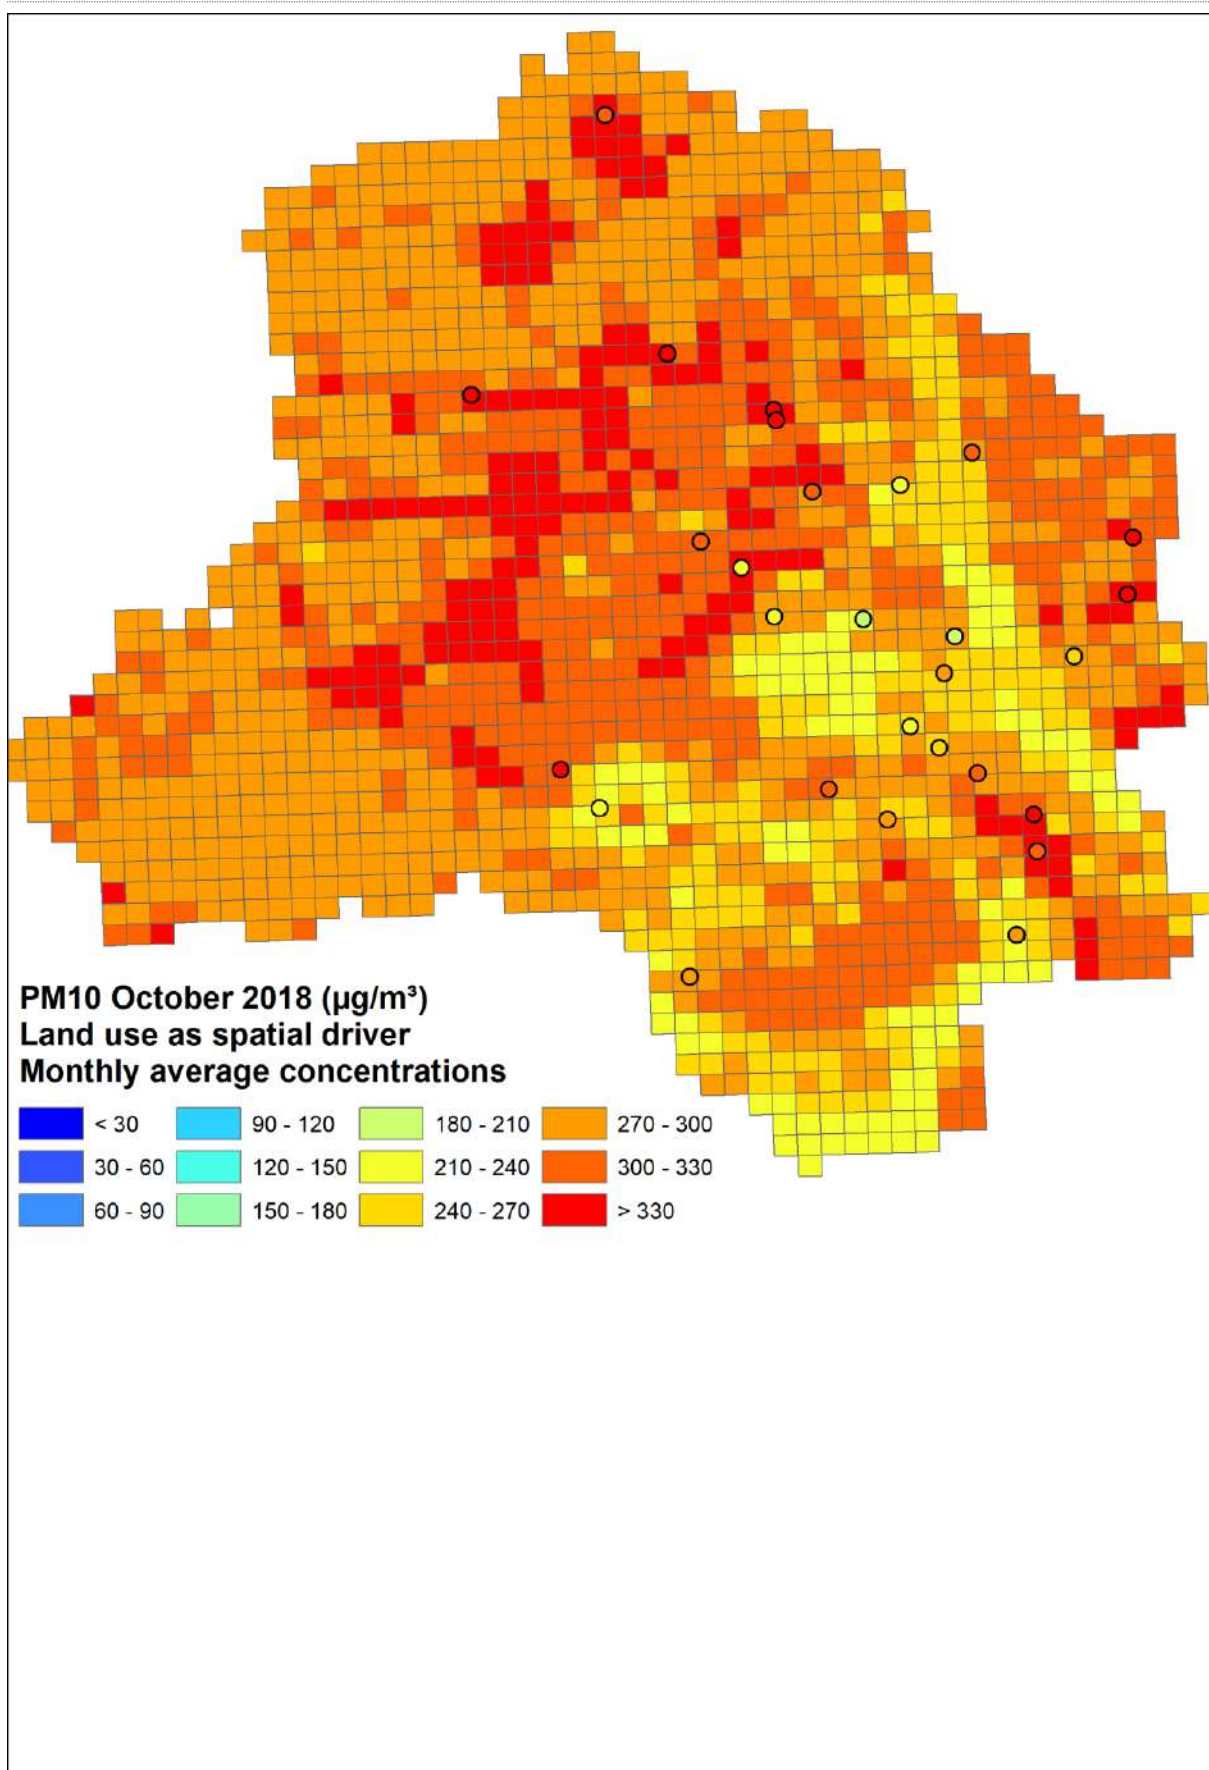 PM10 October 2018 (µg/m³)
Land use as spatial driver
Monthly average concentrations
< 30 90 - 120 180 - 210 270 - 300
30 - 60 120 - 150 210 - 240 300 - 330
60 - 90 150 - 180 240 - 270 > 330